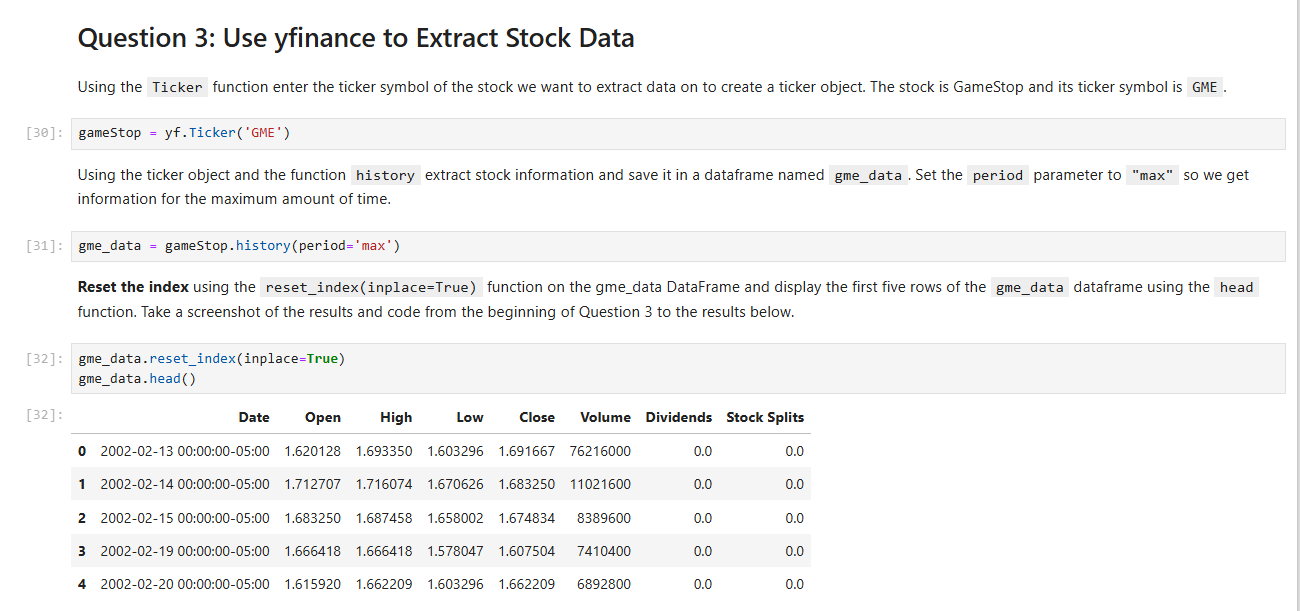 Question 3: Use yfinance to Extract Stock Data
Using the Ticker function enter the ticker symbol of the stock we want to extract data on to create a ticker object. The stock is GameStop and its ticker symbol is GME .
[30]: gameStop = yf.Ticker('GME')
Using the ticker object and the function history extract stock information and save it in a dataframe named gme_data . Set the period parameter to "max" so we get
information for the maximum amount of time.
[31]: gme_data = gameStop.history(period='max')
Reset the index using the reset_index(inplace=True) function on the gme_data DataFrame and display the first five rows of the gme_data dataframe using the head
function. Take a screenshot of the results and code from the beginning of Question 3 to the results below.
[32]: gme_data.reset_index(inplace=True)
gme_data.head()
[32]: Date Open High Low Close Volume Dividends Stock Splits
0 2002-02-13 00:00:00-05:00 1.620128 1.693350 1.603296 1.691667 76216000 0.0 0.0
1 2002-02-14 00:00:00-05:00 1.712707 1.716074 1.670626 1.683250 11021600 0.0 0.0
2 2002-02-15 00:00:00-05:00 1.683250 1.687458 1.658002 1.674834 8389600 0.0 0.0
3 2002-02-19 00:00:00-05:00 1.666418 1.666418 1.578047 1.607504 7410400 0.0 0.0
4 2002-02-20 00:00:00-05:00 1.615920 1.662209 1.603296 1.662209 6892800 0.0 0.0